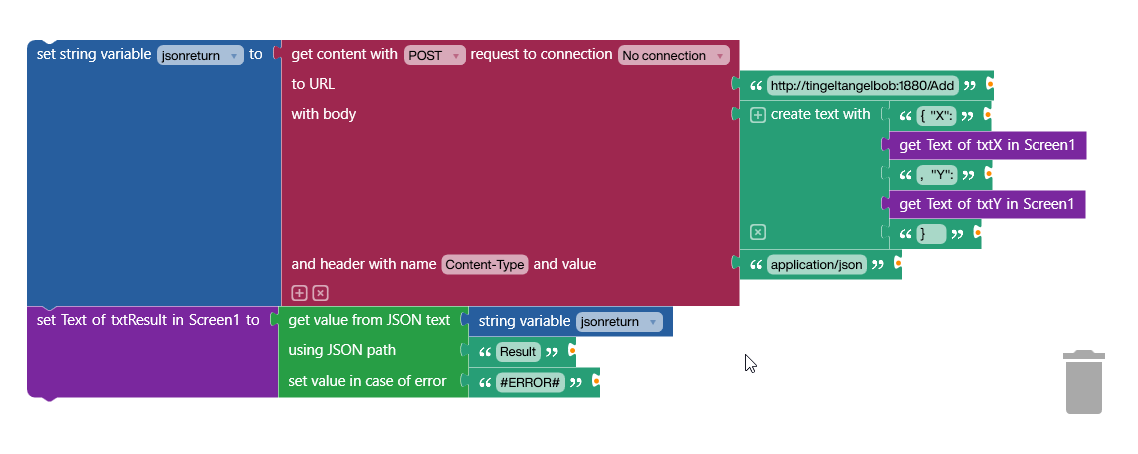 set string variable jsonreturn to get content with POST request to connection No connection
to URL “ http://tingeltangelbob:1880/Add ”
with body create text with “ { "X": ”
get Text of txtX in Screen1
“ , "Y": ”
get Text of txtY in Screen1
“ } ”
and header with name Content-Type and value “ application/json ”
set Text of txtResult in Screen1 to get value from JSON text string variable jsonreturn
using JSON path “ Result ”
set value in case of error “ #ERROR# ”